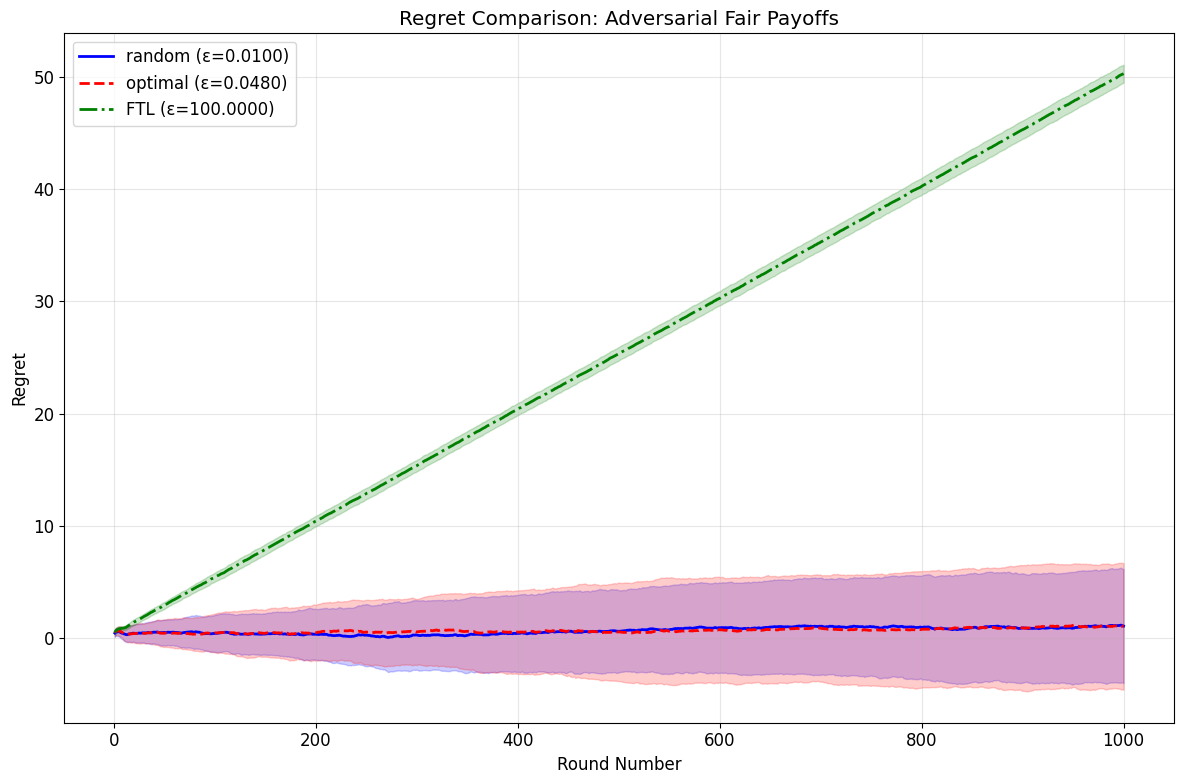 Regret Comparison: Adversarial Fair Payoffs
random (ε=0.0100)
optimal (ε=0.0480)
FTL (ε=100.0000)
Regret
50
40
30
20
10
0
0 200 400 600 800 1000
Round Number